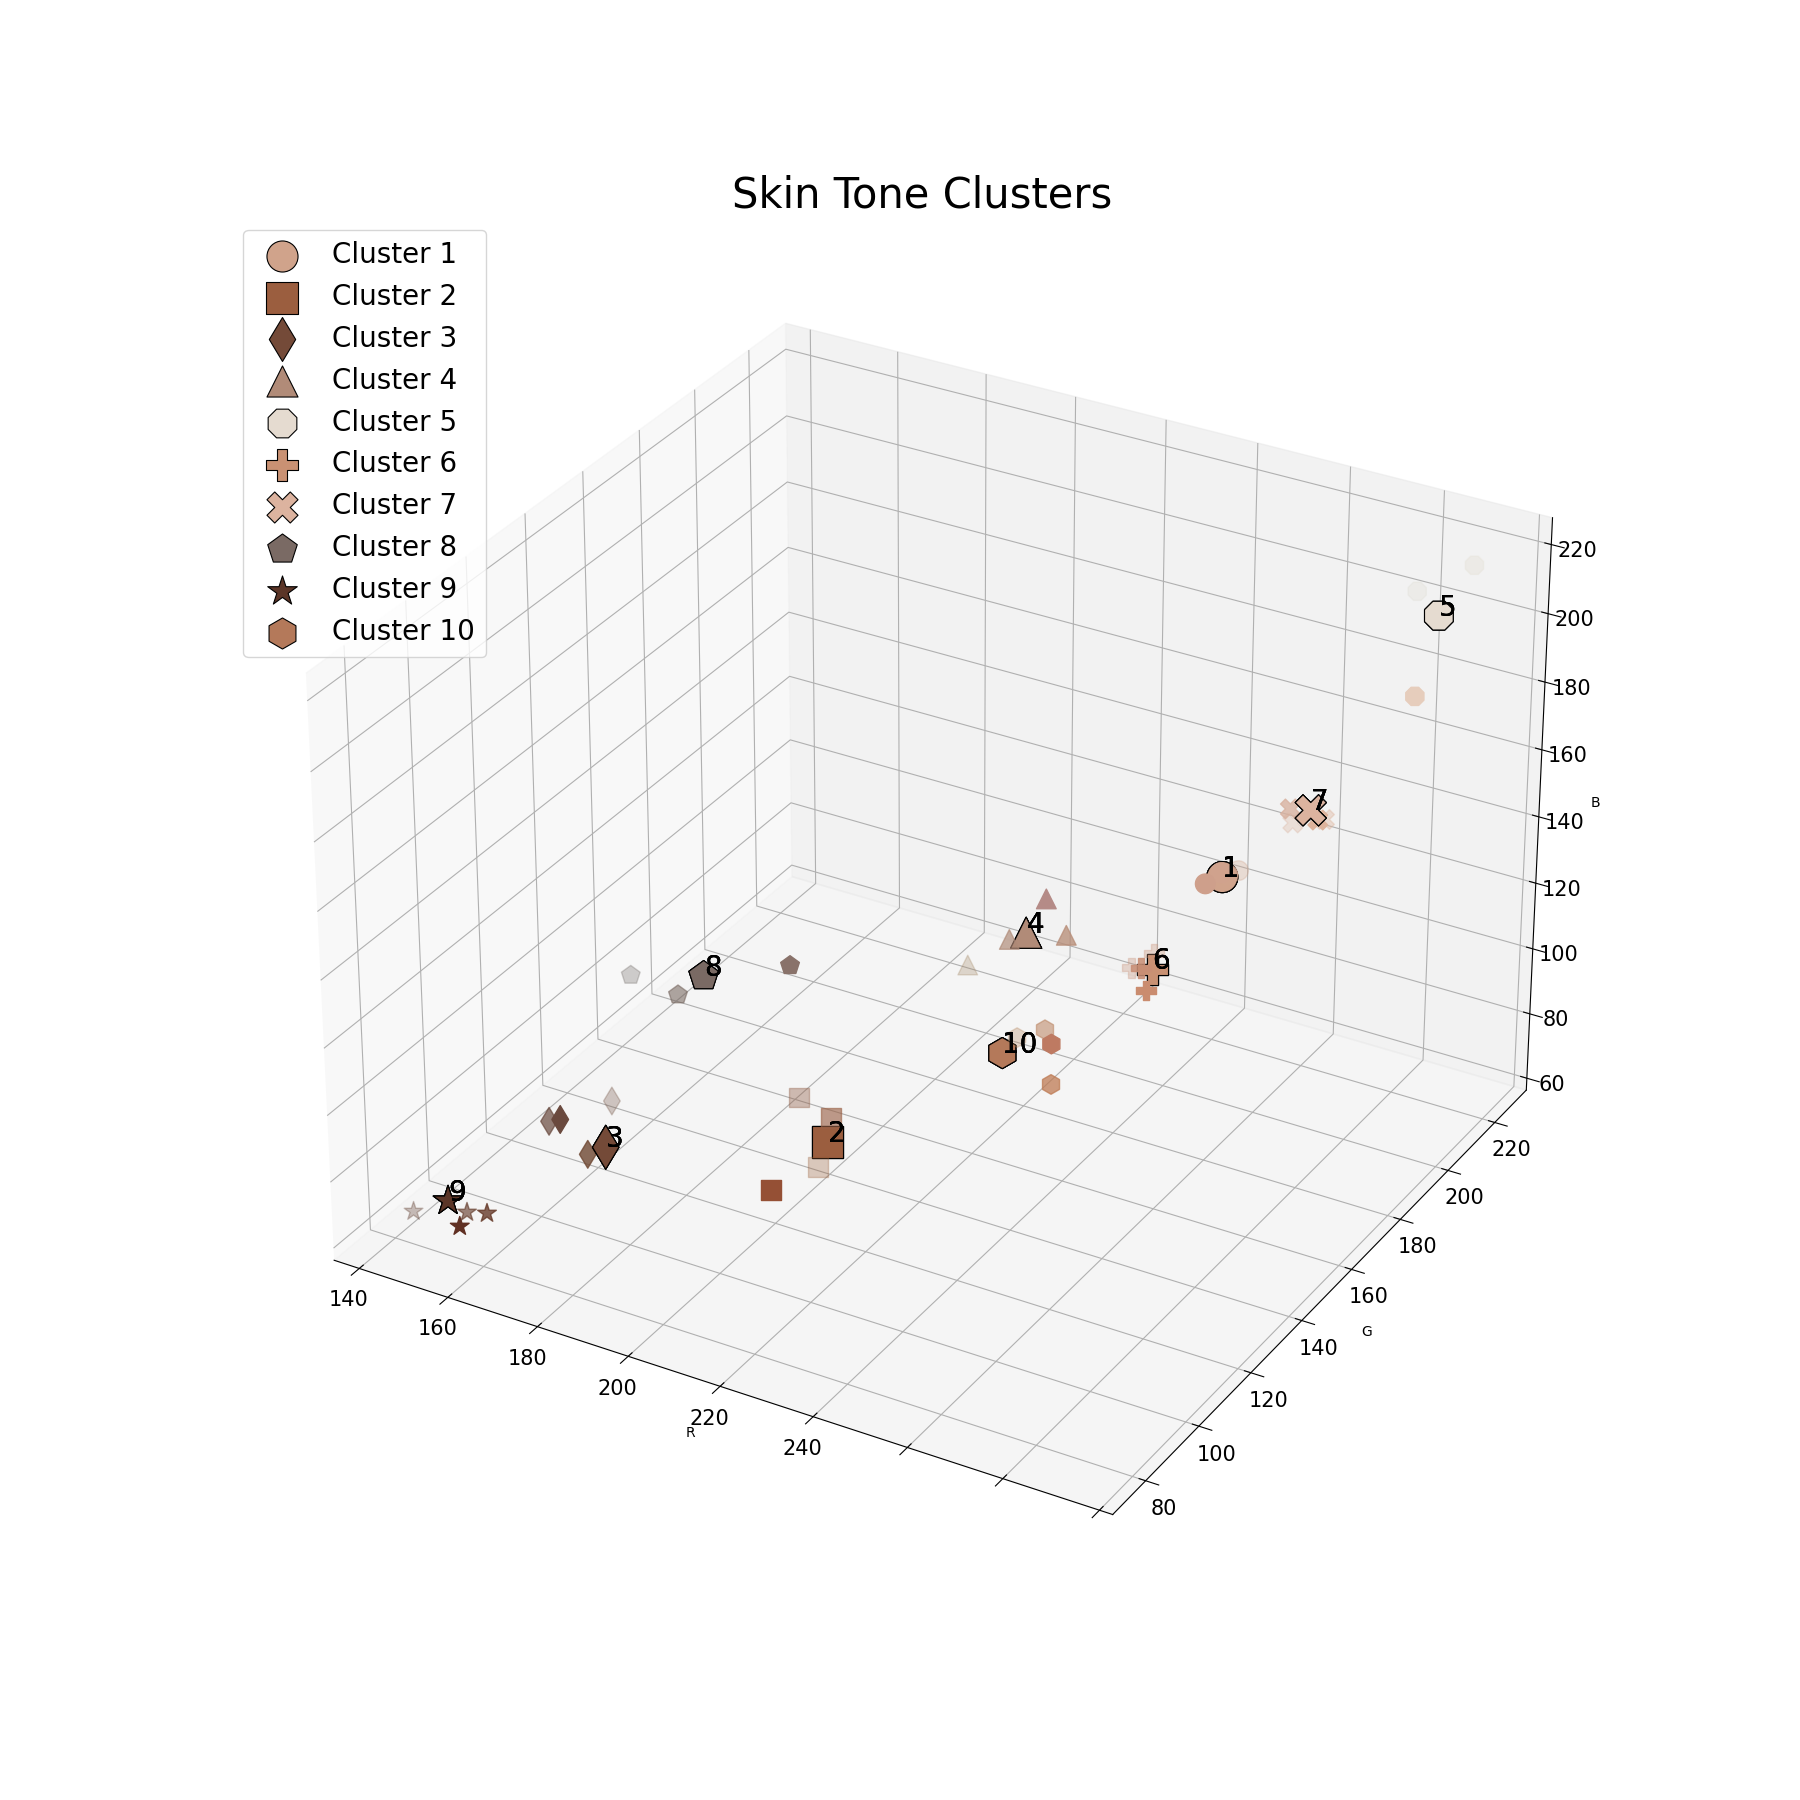 Skin Tone Clusters
Cluster 1
Cluster 2
Cluster 3
Cluster 4
Cluster 5
Cluster 6
Cluster 7
Cluster 8
Cluster 9
Cluster 10
220
5
200
180
160
7
B
140
1
120
4
100
6
8
80
10
60
2
3
220
9
200
180
160
140
G
140
160
120
180
200
100
220
R
240
80